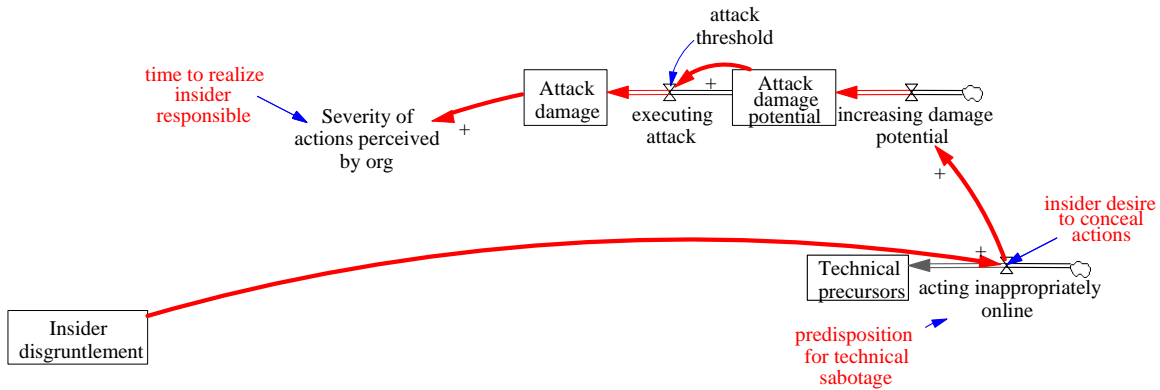 attack
threshold
time to realize
insider
responsible
Severity of
actions perceived
by org
+
Attack
damage
+
executing
attack
Attack
damage
potential
increasing damage
potential
+
insider desire
to conceal
actions
+
Technical
precursors
acting inappropriately
online
Insider
disgruntlement
predisposition
for technical
sabotage